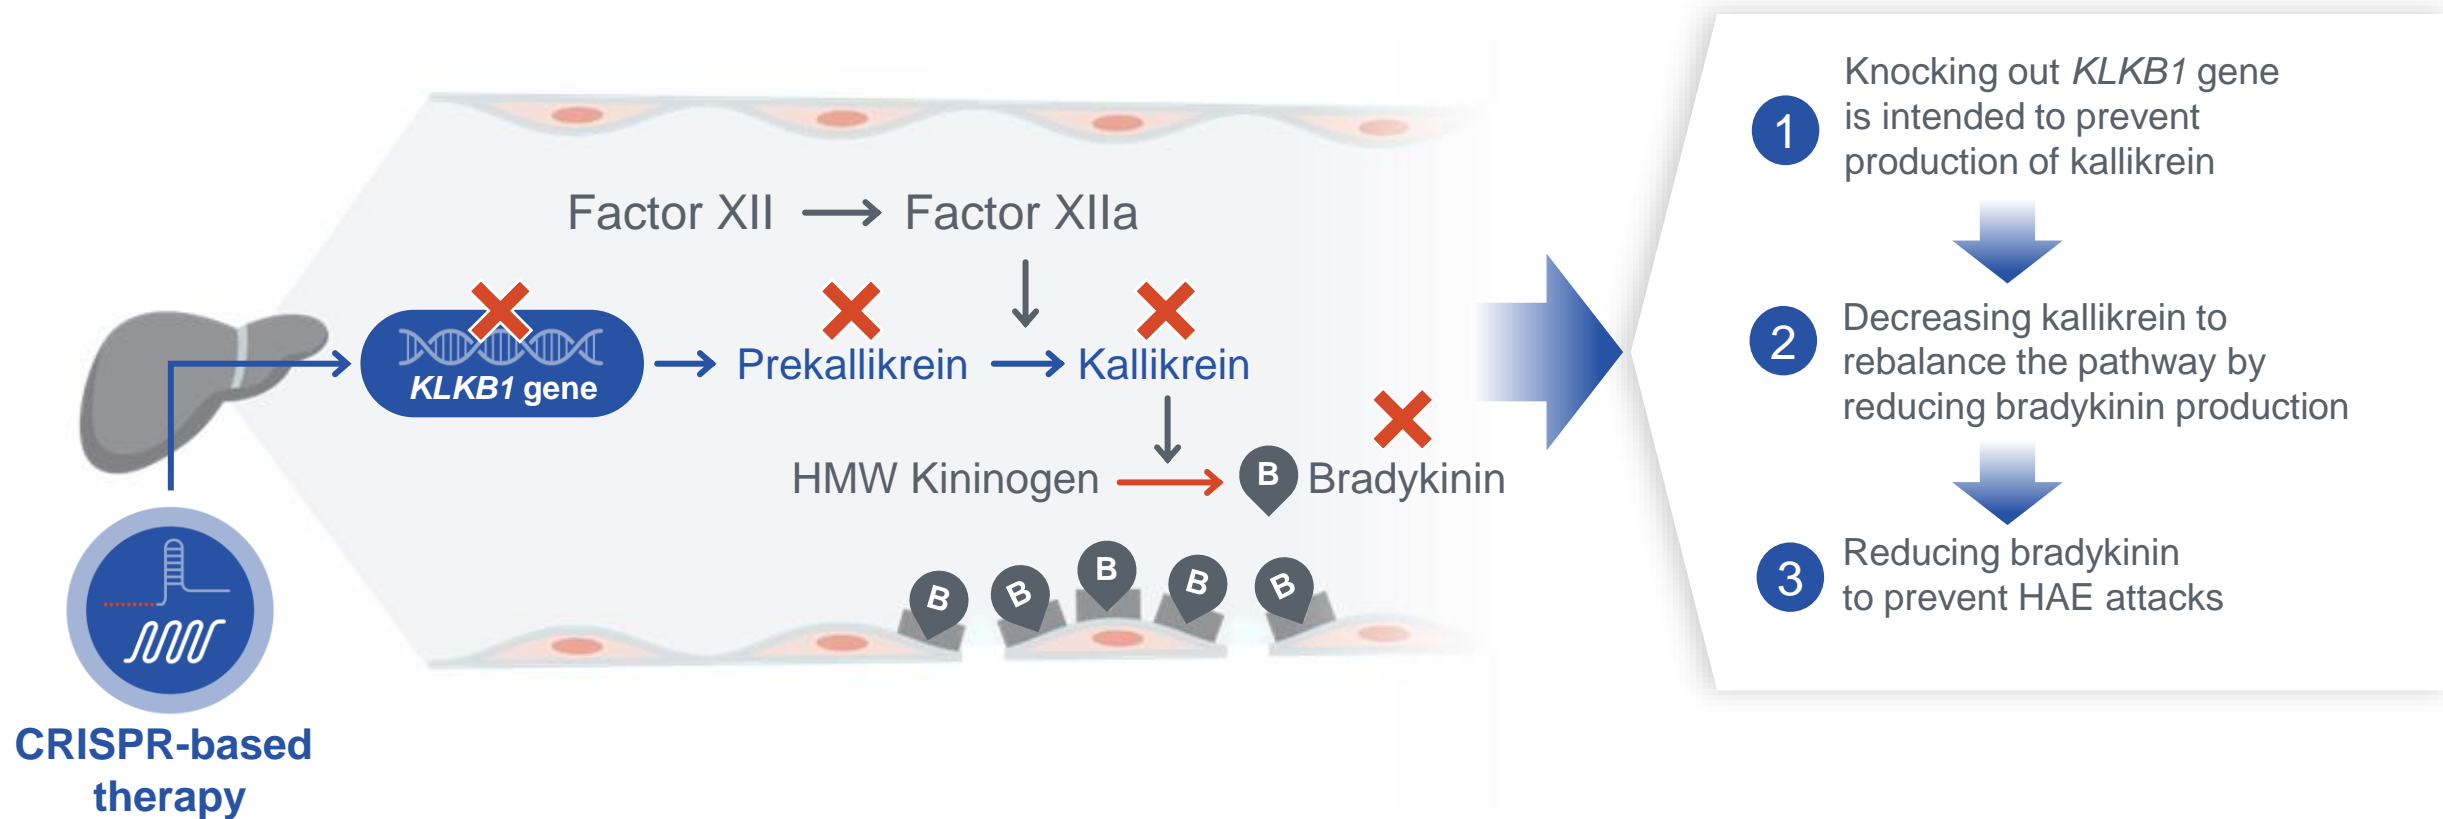 Factor XII
Factor XIIa
KLKB1 gene
Prekallikrein
Kallikrein
HMW Kininogen
B
Bradykinin
B
B
B
B
B
CRISPR-based
therapy
1
Knocking out KLKB1 gene
is intended to prevent
production of kallikrein
2
Decreasing kallikrein to
rebalance the pathway by
reducing bradykinin production
3
Reducing bradykinin
to prevent HAE attacks